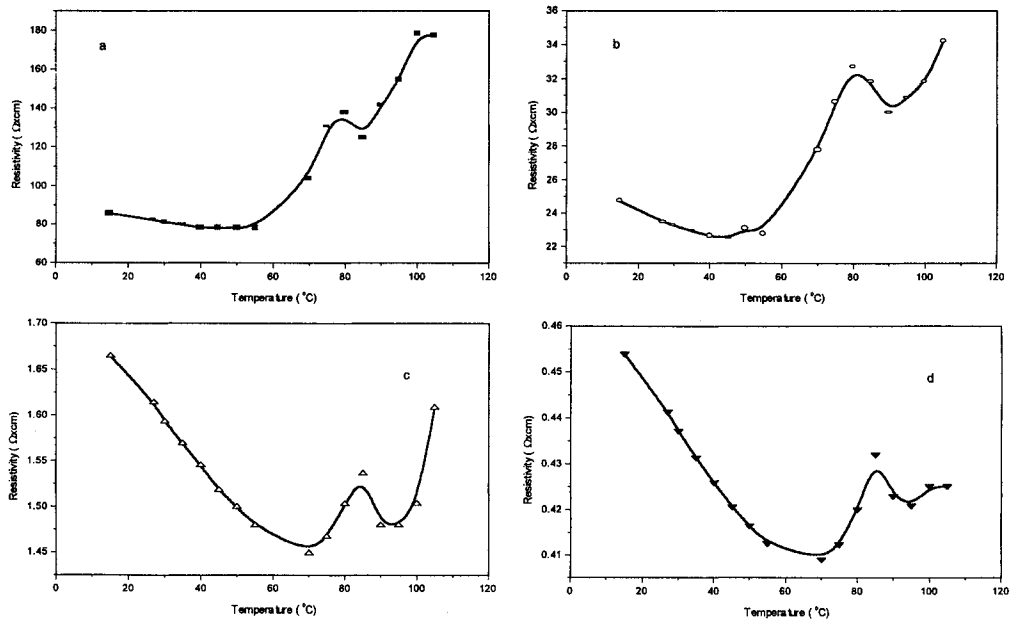 a
180
160
140
120
100
80
60
Resistivity ( Ωxcm)
0 20 40 60 80 100 120
Temperature ( °C)
b
36
34
32
30
28
26
24
22
Resistivity ( Ωxcm)
0 20 40 60 80 100 120
Temperature ( °C)
c
1.70
1.65
1.60
1.55
1.50
1.45
Resistivity ( Ωxcm)
0 20 40 60 80 100 120
Temperature ( °C)
d
0.46
0.45
0.44
0.43
0.42
0.41
Resistivity ( Ωxcm)
0 20 40 60 80 100 120
Temperature ( °C)